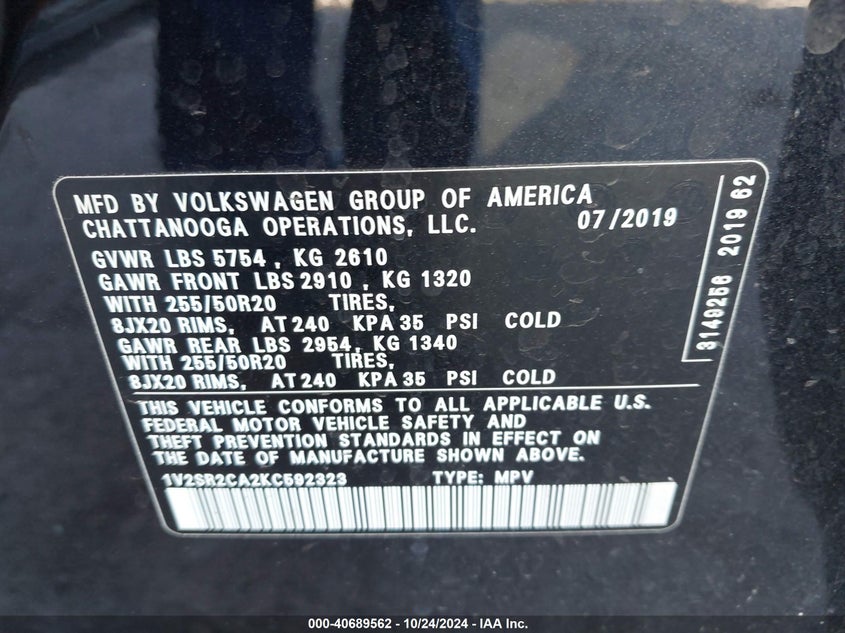 MFD BY VOLKSWAGEN GROUP OF AMERICA
CHATTANOOGA OPERATIONS, LLC. 07/2019
GVWR LBS 5754 , KG 2610
GAWR FRONT LBS 2910 , KG 1320
WITH 255/50R20 TIRES,
8JX20 RIMS, AT 240 KPA 35 PSI COLD
GAWR REAR LBS 2954, KG 1340
WITH 255/50R20 TIRES,
8JX20 RIMS, AT 240 KPA 35 PSI COLD
THIS VEHICLE CONFORMS TO ALL APPLICABLE U.S.
FEDERAL MOTOR VEHICLE SAFETY AND
THEFT PREVENTION STANDARDS IN EFFECT ON
THE DATE OF MANUFACTURE SHOWN ABOVE.
1V2SR2CA2KC592323 TYPE: MPV
3149256 2019 62
000-40689562 - 10/24/2024 - IAA Inc.